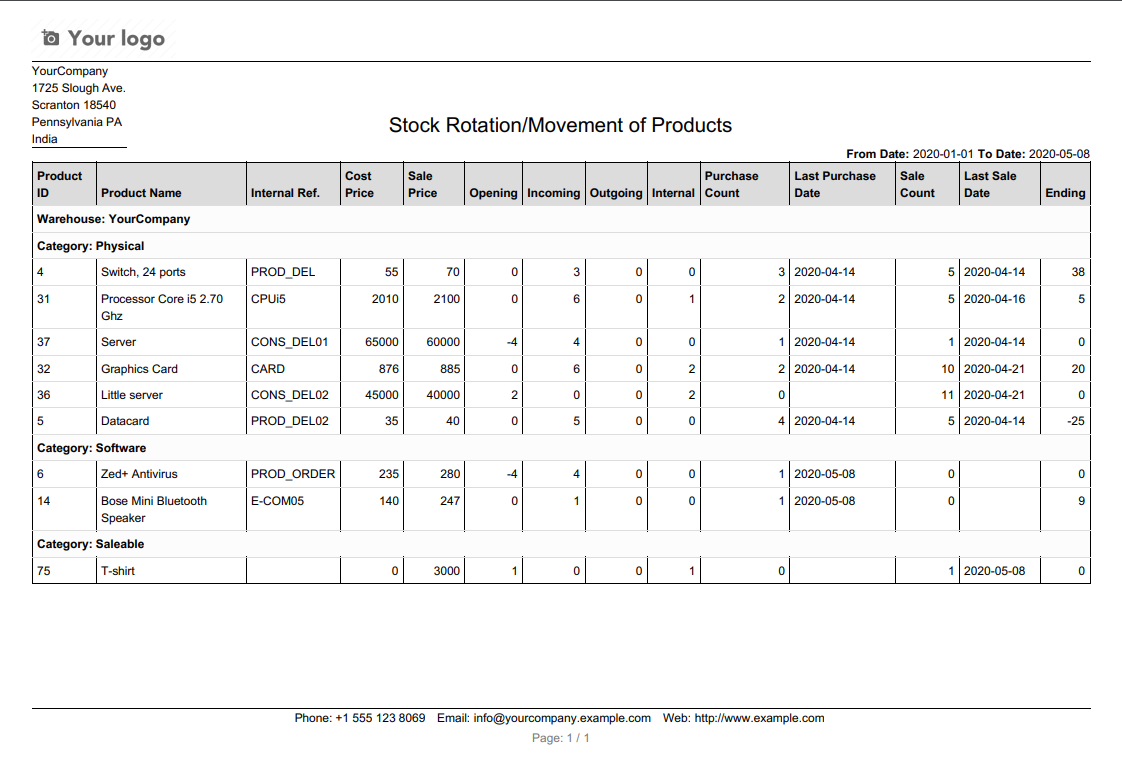 Your logo
YourCompany
1725 Slough Ave.
Scranton 18540
Pennsylvania PA
India
Stock Rotation/Movement of Products
From Date: 2020-01-01 To Date: 2020-05-08
Product ID Product Name Internal Ref. Cost Price Sale Price Opening Incoming Outgoing Internal Purchase Count Last Purchase Date Sale Count Last Sale Date Ending
Warehouse: YourCompany
Category: Physical
4 Switch, 24 ports PROD_DEL 55 70 0 3 0 0 3 2020-04-14 5 2020-04-14 38
31 Processor Core i5 2.70 Ghz CPUi5 2010 2100 0 6 0 1 2 2020-04-14 5 2020-04-16 5
37 Server CONS_DEL01 65000 60000 -4 4 0 0 1 2020-04-14 1 2020-04-14 0
32 Graphics Card CARD 876 885 0 6 0 2 2 2020-04-14 10 2020-04-21 20
36 Little server CONS_DEL02 45000 40000 2 0 0 2 0 11 2020-04-21 0
5 Datacard PROD_DEL02 35 40 0 5 0 0 4 2020-04-14 5 2020-04-14 -25
Category: Software
6 Zed+ Antivirus PROD_ORDER 235 280 -4 4 0 0 1 2020-05-08 0 0
14 Bose Mini Bluetooth Speaker E-COM05 140 247 0 1 0 0 1 2020-05-08 0 9
Category: Saleable
75 T-shirt 0 3000 1 0 0 1 0 1 2020-05-08 0
Phone: +1 555 123 8069 Email: info@yourcompany.example.com Web: http://www.example.com
Page: 1 / 1